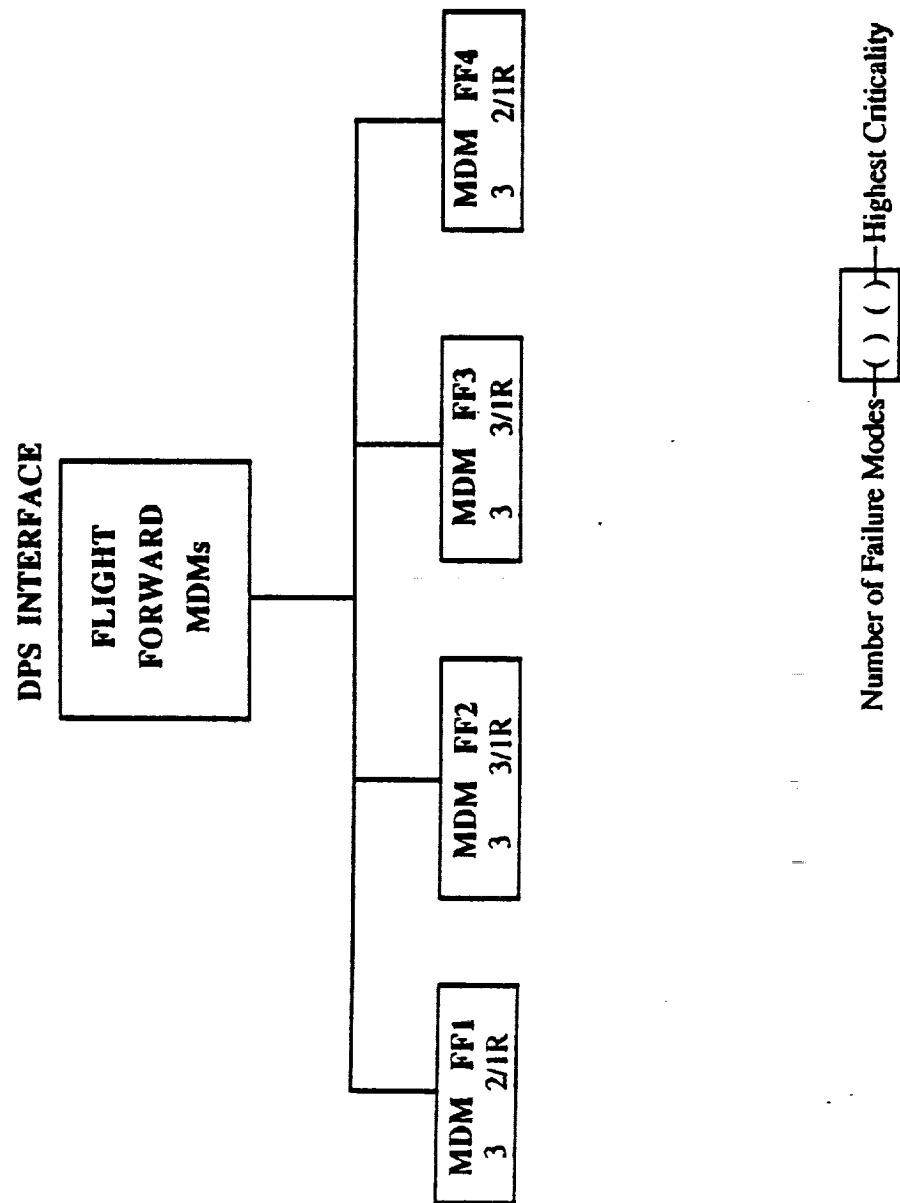 DPS INTERFACE
FLIGHT
FORWARD
MDMs
MDM FF1
3 2/1R
MDM FF2
3 3/1R
MDM FF3
3 3/1R
MDM FF4
3 2/1R
Number of Failure Modes ( ) ( ) Highest Criticality